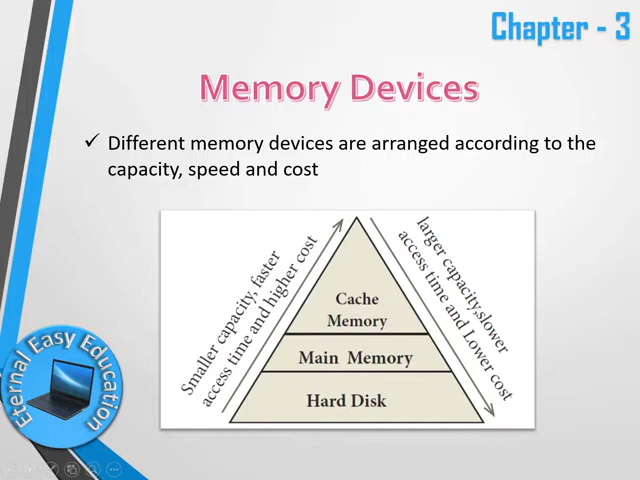 Chapter - 3
Memory Devices
✓ Different memory devices are arranged according to the
capacity, speed and cost
Smaller capacity, faster
access time and higher cost
larger capacity,slower
access time and Lower cost
Cache
Memory
Main Memory
Hard Disk
Eternal Easy Education